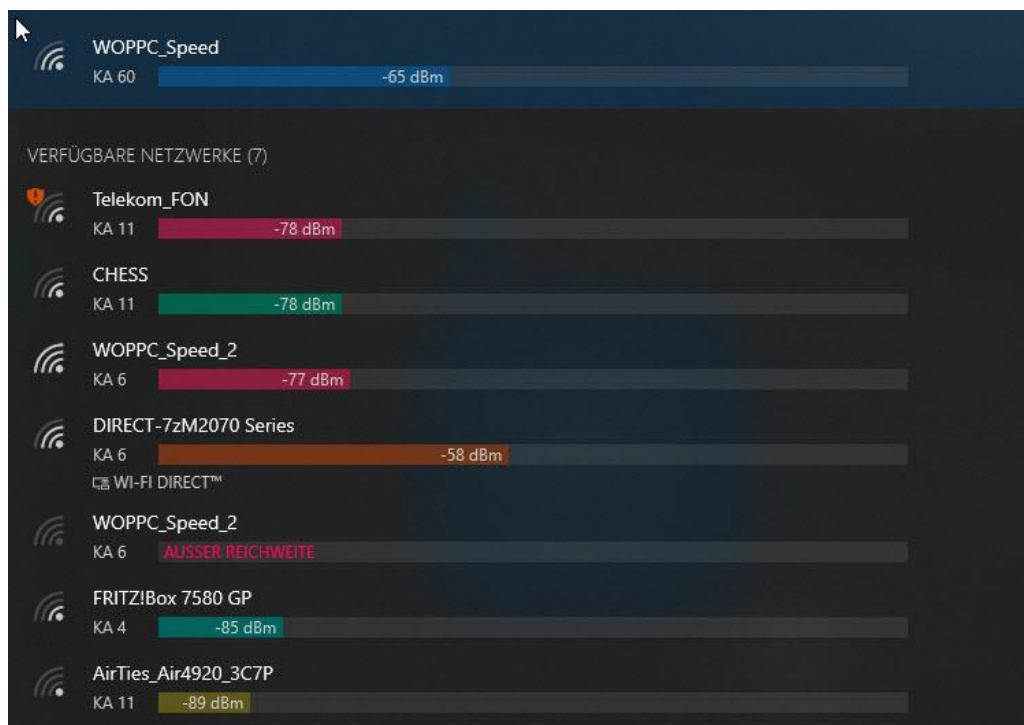 WOPPC_Speed
KA 60 -65 dBm
VERFÜGBARE NETZWERKE (7)
Telekom_FON
KA 11 -78 dBm
CHESS
KA 11 -78 dBm
WOPPC_Speed_2
KA 6 -77 dBm
DIRECT-7zM2070 Series
KA 6 -58 dBm
WI-FI DIRECT™
WOPPC_Speed_2
KA 6 AUSSER REICHWEITE
FRITZ!Box 7580 GP
KA 4 -85 dBm
AirTies_Air4920_3C7P
KA 11 -89 dBm